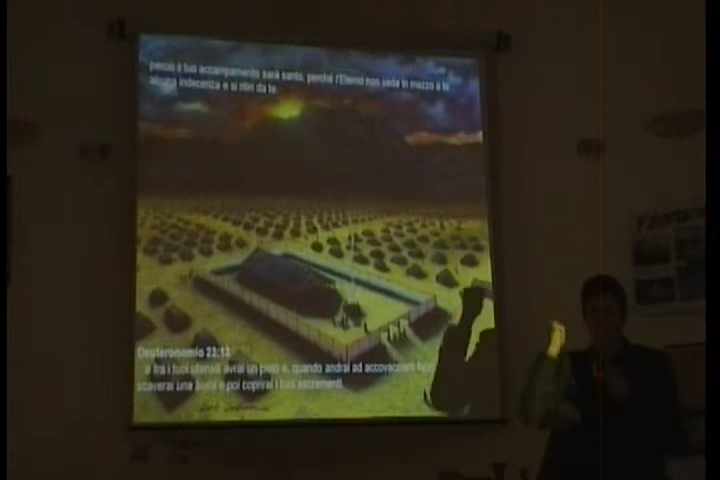 perciò il tuo accampamento sarà santo, perché l'Eterno non veda in mezzo a te
alcuna indecenza e si ritiri da te
Deuteronomio 23:13
e fra i tuoi utensili avrai un piolo e, quando andrai ad accovacciarti fuori
scaverai una buca e poi coprirai i tuoi escrementi.